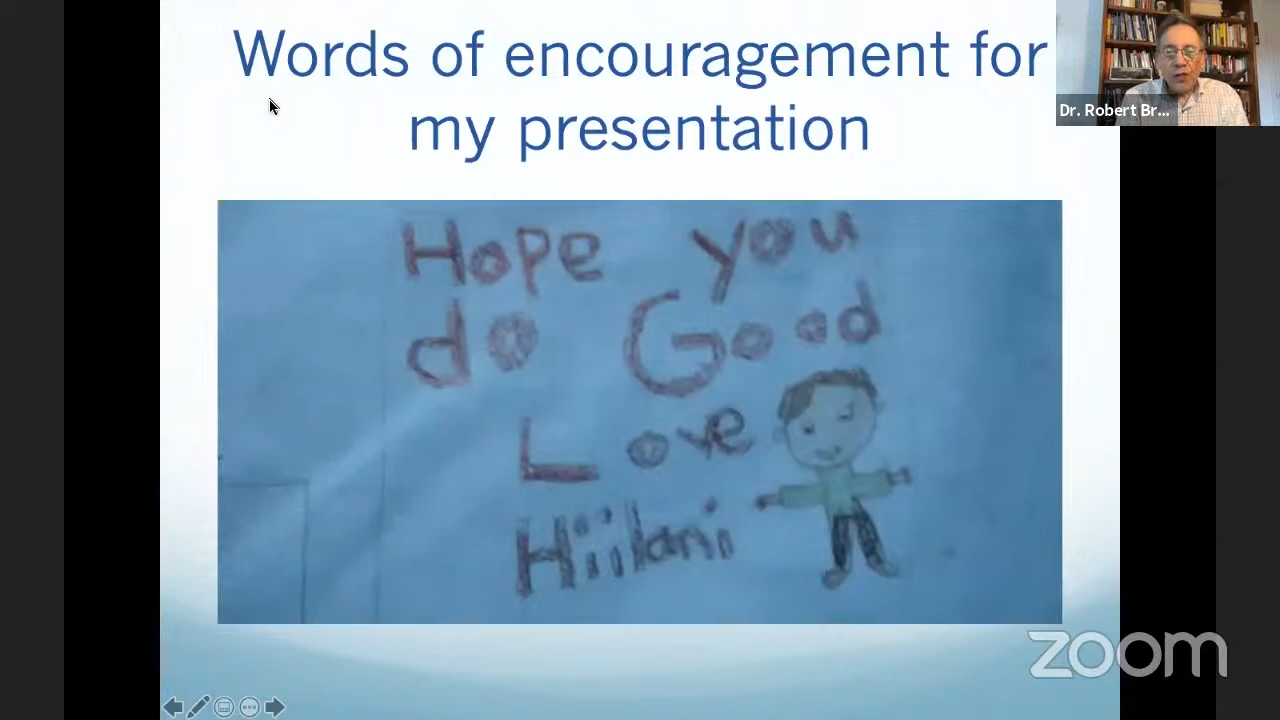 Words of encouragement for
my presentation
Dr. Robert Br...
Hope you
do Good
Love
Hiilani
zoom